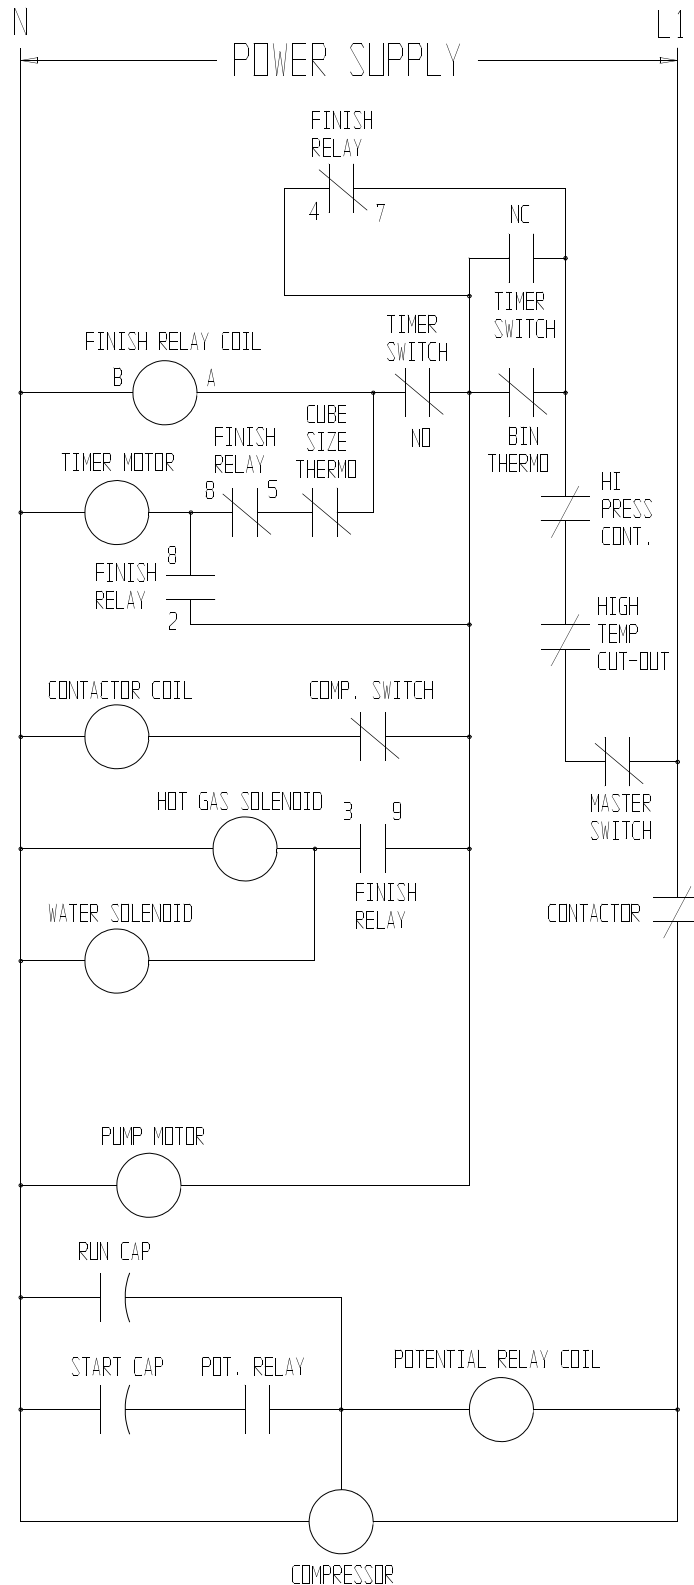 N
L1
POWER SUPPLY
FINISH
RELAY
4
7
NC
TIMER
SWITCH
TIMER
SWITCH
FINISH RELAY COIL
B
A
NO
BIN
THERMO
CUBE
SIZE
THERMO
FINISH
RELAY
8
5
TIMER MOTOR
HI
PRESS
CONT.
8
FINISH
RELAY
2
HIGH
TEMP
CUT-OUT
CONTACTOR COIL
COMP. SWITCH
HOT GAS SOLENOID
3
9
MASTER
SWITCH
FINISH
RELAY
WATER SOLENOID
CONTACTOR
PUMP MOTOR
RUN CAP
START CAP
POT. RELAY
POTENTIAL RELAY COIL
COMPRESSOR